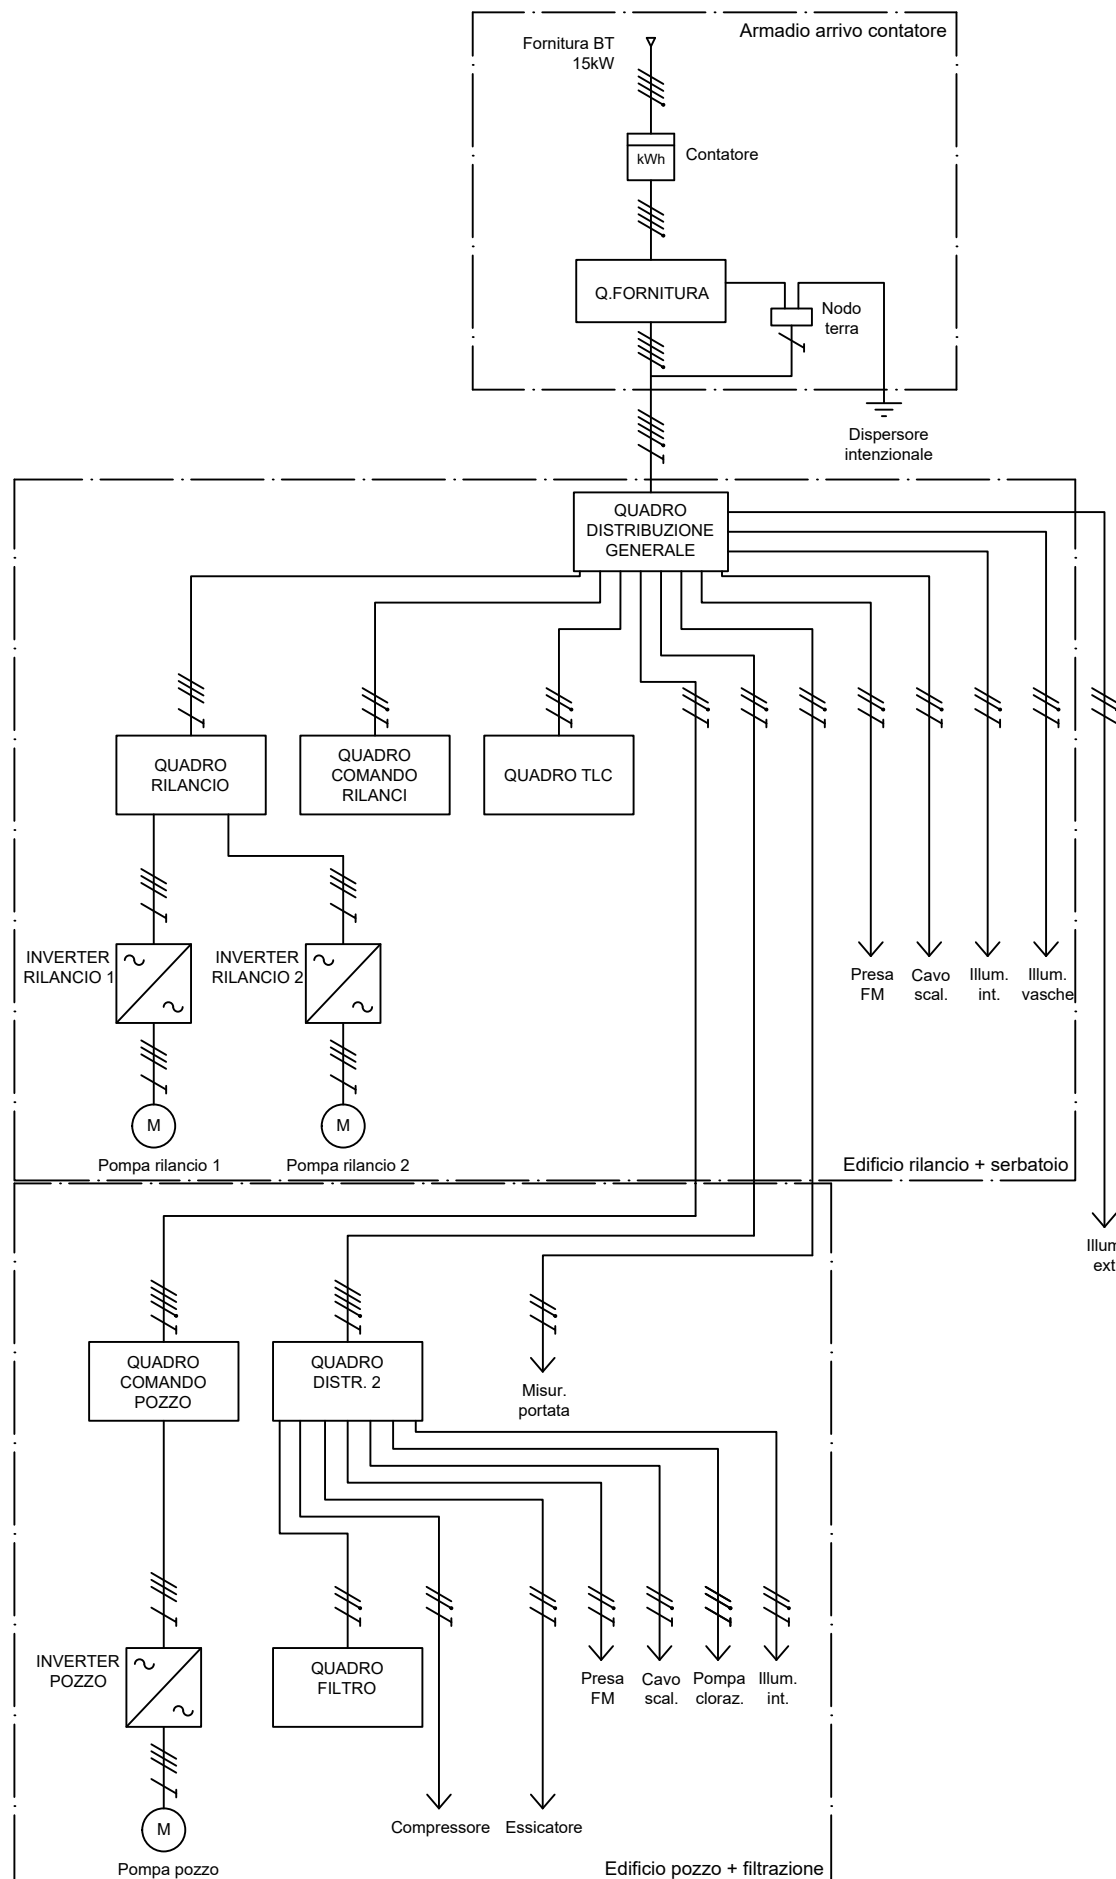 Armadio arrivo contatore
Fornitura BT
15kW
kWh
Contatore
Q.FORNITURA
Nodo
terra
Dispersore
intenzionale
QUADRO
DISTRIBUZIONE
GENERALE
QUADRO
RILANCIO
QUADRO
COMANDO
RILANCI
QUADRO TLC
INVERTER
RILANCIO 1
INVERTER
RILANCIO 2
Presa
FM
Cavo
scal.
Illum.
int.
Illum.
vasche
M
M
Pompa rilancio 1
Pompa rilancio 2
Edificio rilancio + serbatoio
Illum
ext
QUADRO
COMANDO
POZZO
QUADRO
DISTR. 2
Misur.
portata
INVERTER
POZZO
QUADRO
FILTRO
Presa
FM
Cavo
scal.
Pompa
cloraz.
Illum.
int.
M
Compressore
Essicatore
Pompa pozzo
Edificio pozzo + filtrazione